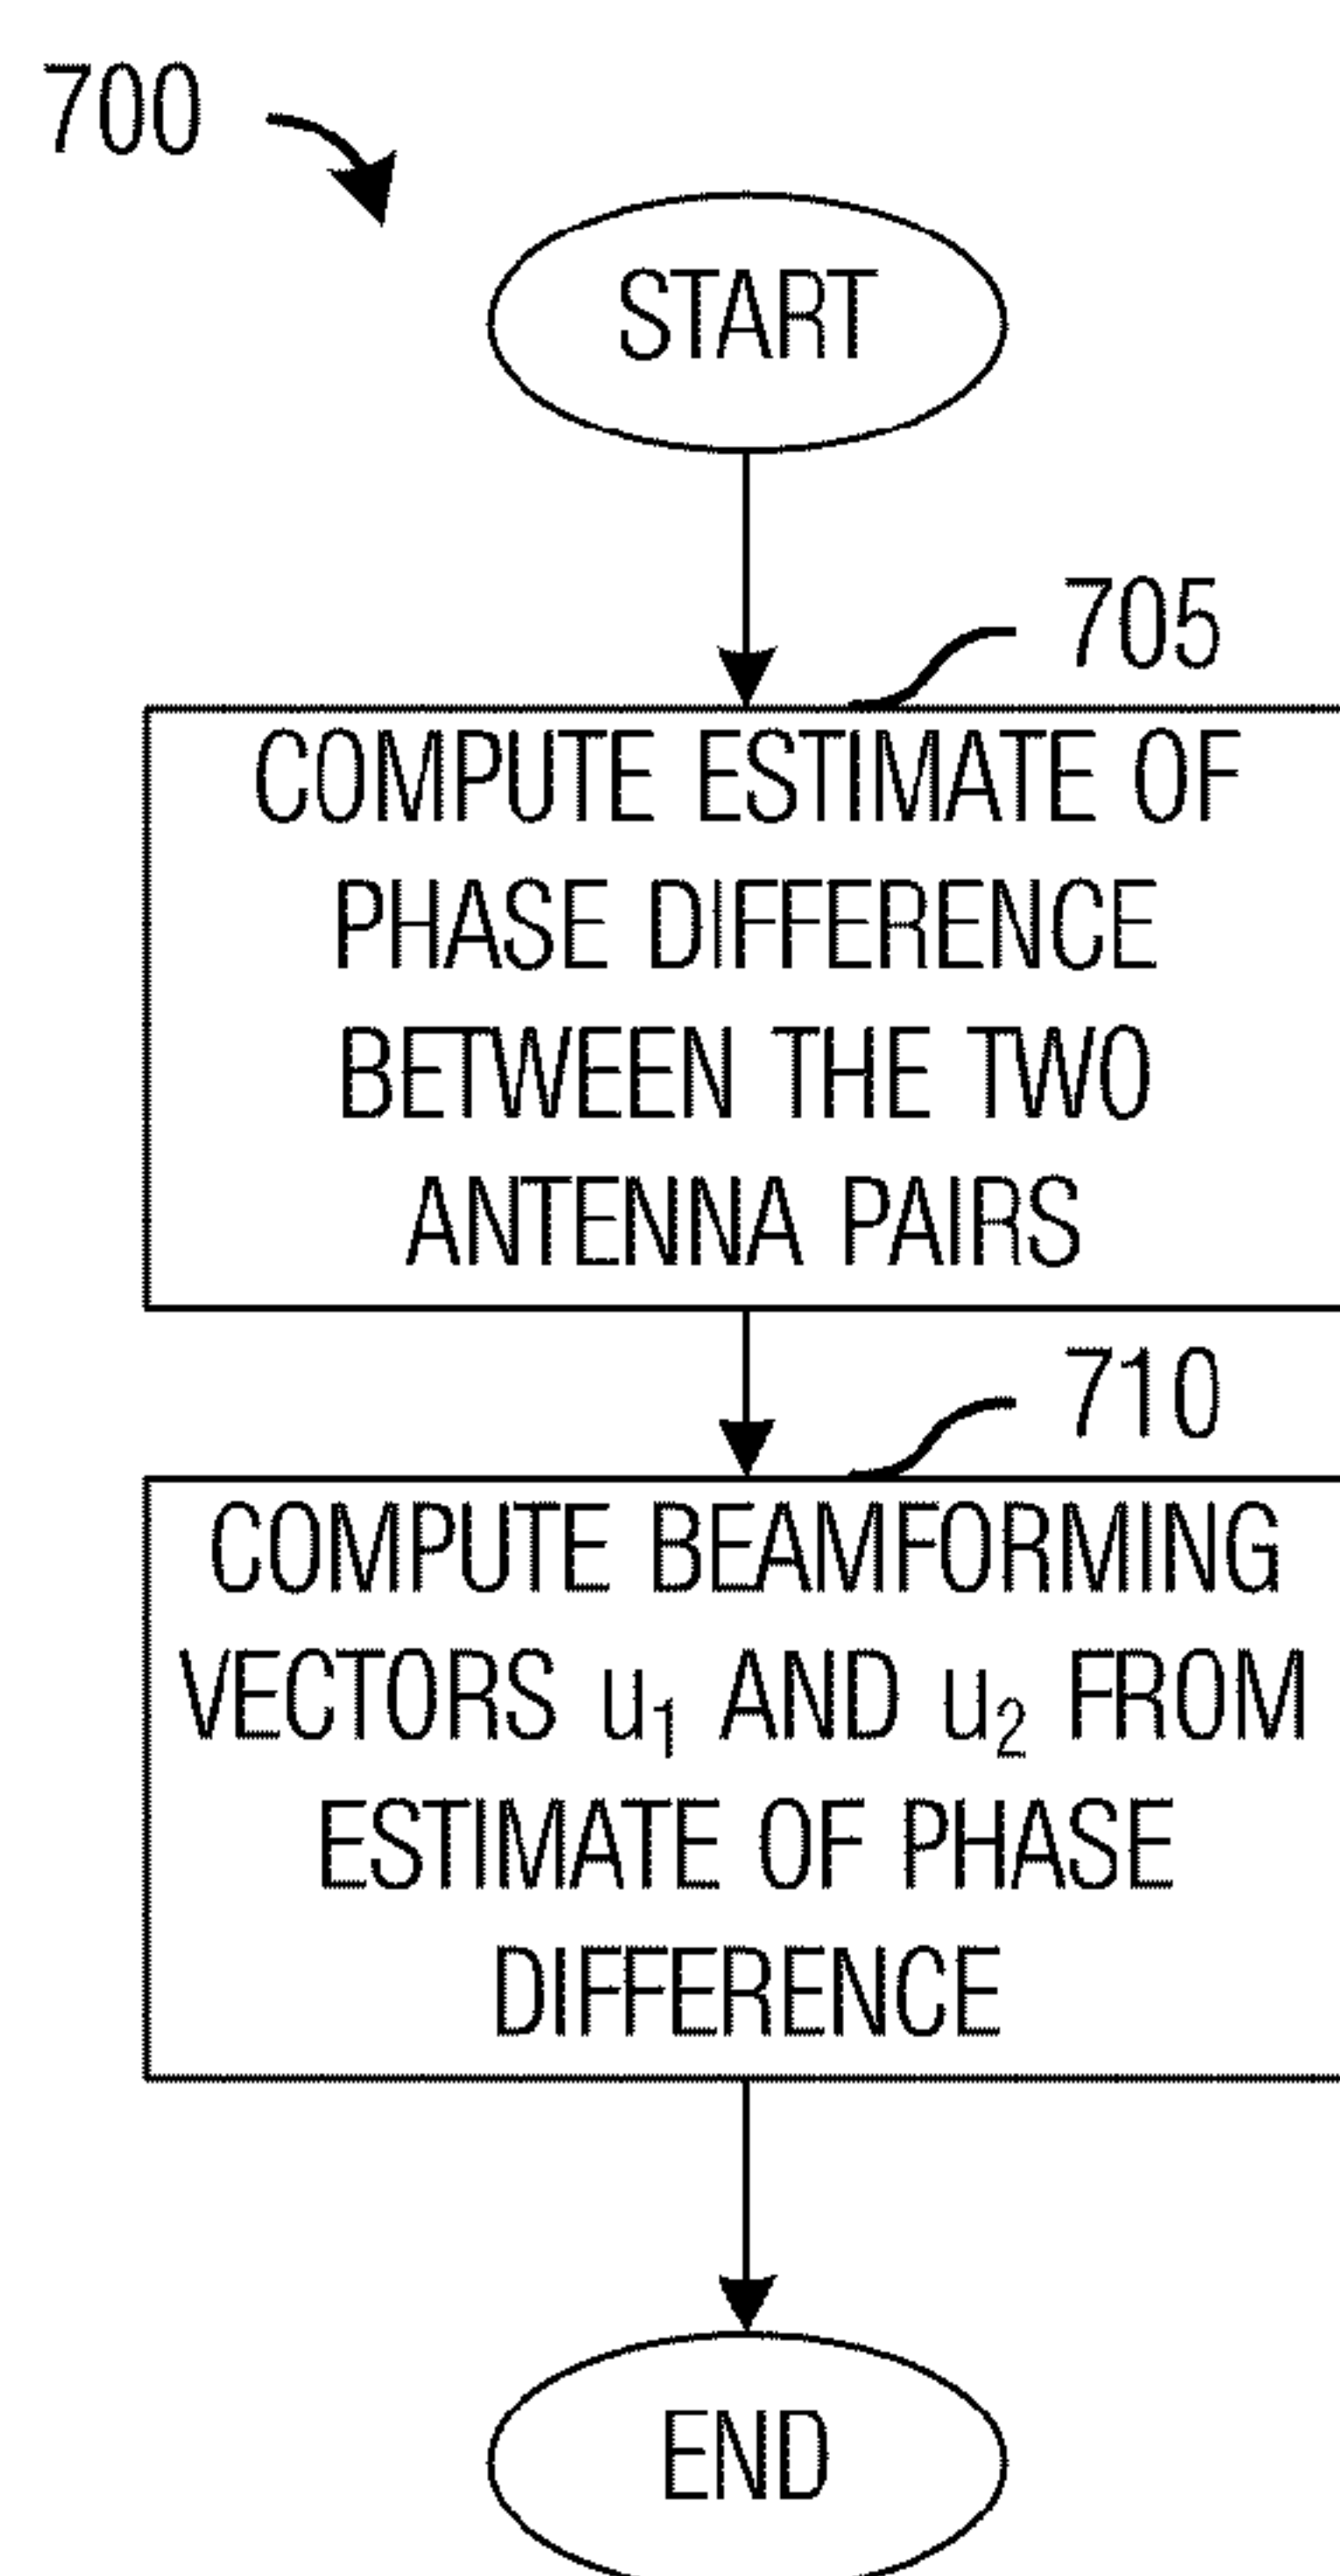 700
START
705
COMPUTE ESTIMATE OF
PHASE DIFFERENCE
BETWEEN THE TWO
ANTENNA PAIRS
710
COMPUTE BEAMFORMING
VECTORS u₁ AND u₂ FROM
ESTIMATE OF PHASE
DIFFERENCE
END